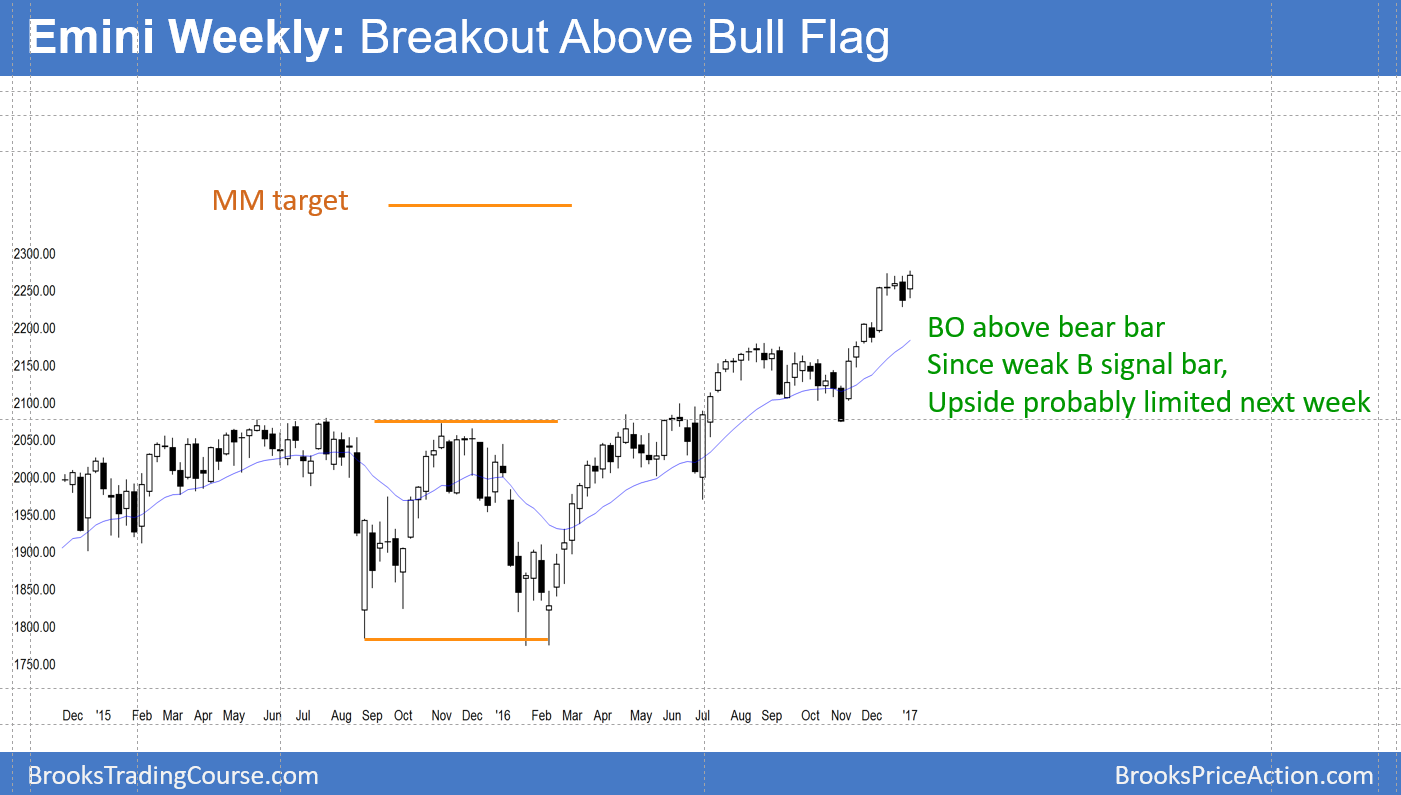 Emini Weekly: Breakout Above Bull Flag
MM target
2300.00
2250.00
2200.00
2150.00
2100.00
2050.00
2000.00
1950.00
1900.00
1850.00
1800.00
1750.00
BO above bear bar
Since weak B signal bar,
Upside probably limited next week
Dec '15 Feb Mar Apr May Jun Jul Aug Sep Oct Nov Dec '16 Feb Mar Apr May Jun Jul Aug Sep Oct Nov Dec '17
BrooksTradingCourse.com
BrooksPriceAction.com